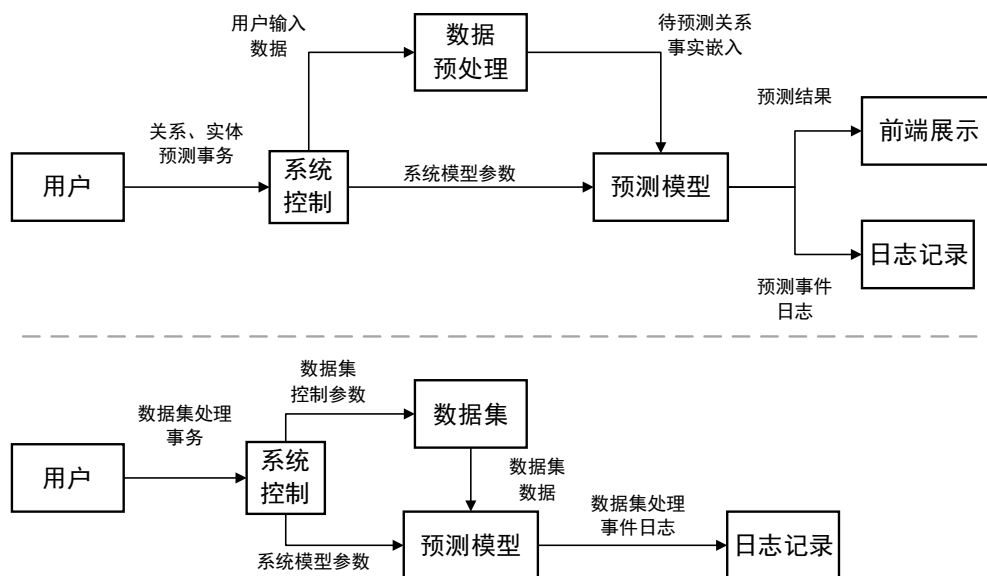 用户输入
数据
数据
预处理
待预测关系
事实嵌入
预测结果
前端展示
关系、实体
预测事务
用户
系统
控制
系统模型参数
预测模型
日志记录
预测事件
日志
数据集
控制参数
数据集
数据集处理
事务
用户
系统
控制
数据集
数据
数据集处理
事件日志
系统模型参数
预测模型
日志记录